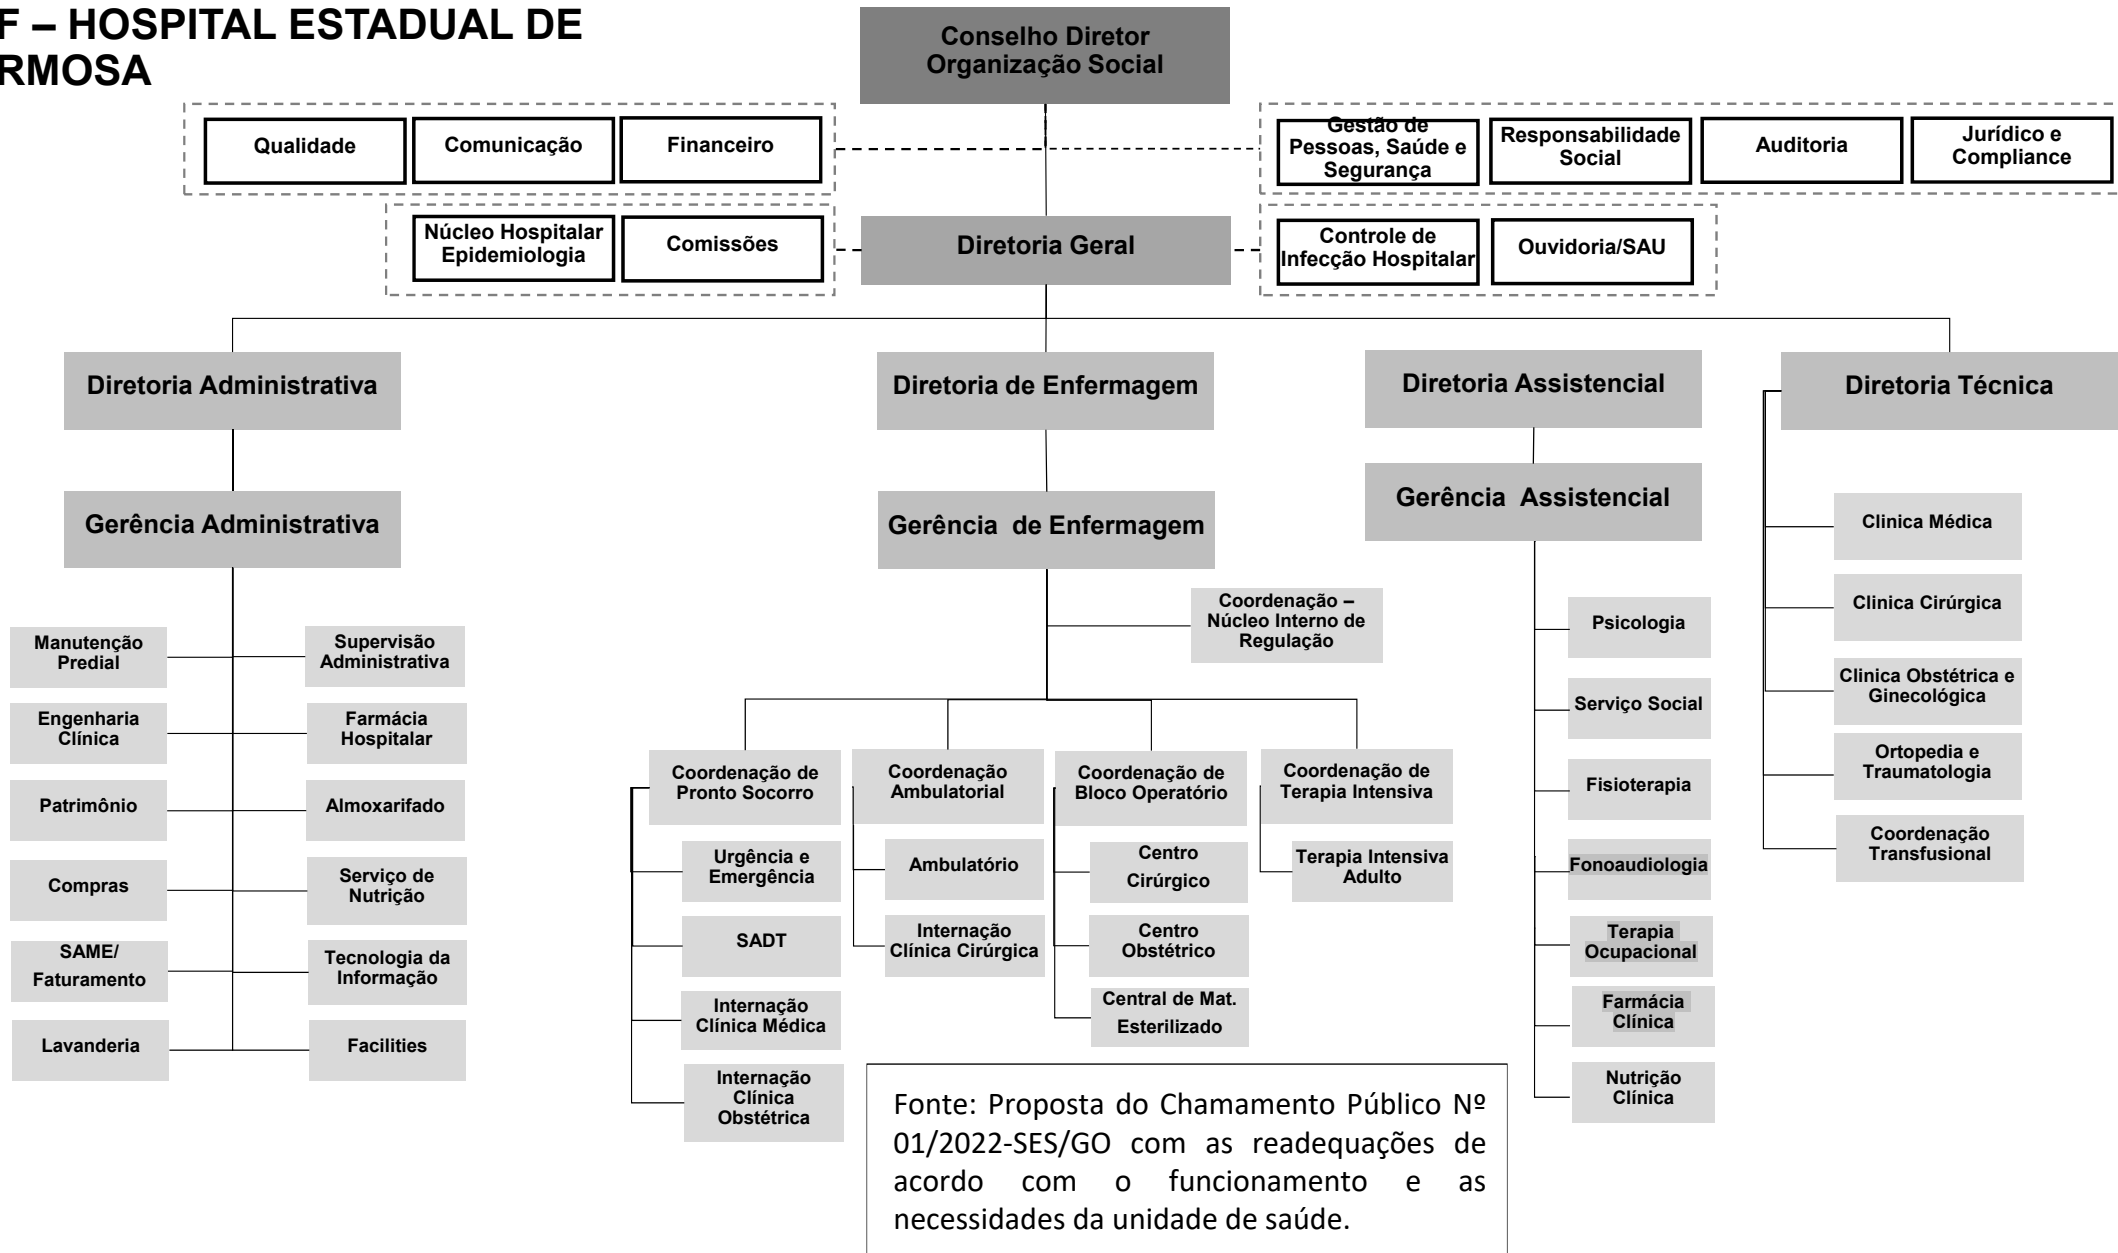 F – HOSPITAL ESTADUAL DE
RMOSA
Conselho Diretor
Organização Social
Qualidade
Comunicação
Financeiro
Gestão de
Pessoas, Saúde e
Segurança
Responsabilidade
Social
Auditoria
Jurídico e
Compliance
Núcleo Hospitalar
Epidemiologia
Comissões
Diretoria Geral
Controle de
Infecção Hospitalar
Ouvidoria/SAU
Diretoria Administrativa
Diretoria de Enfermagem
Diretoria Assistencial
Diretoria Técnica
Gerência Administrativa
Gerência  de Enfermagem
Gerência  Assistencial
Manutenção
Predial
Supervisão
Administrativa
Engenharia
Clínica
Farmácia
Hospitalar
Patrimônio
Almoxarifado
Compras
Serviço de
Nutrição
SAME/
Faturamento
Tecnologia da
Informação
Lavanderia
Facilities
Coordenação –
Núcleo Interno de
Regulação
Coordenação de
Pronto Socorro
Urgência e
Emergência
SADT
Internação
Clínica Médica
Internação
Clínica
Obstétrica
Coordenação
Ambulatorial
Ambulatório
Internação
Clínica Cirúrgica
Coordenação de
Bloco Operatório
Centro
Cirúrgico
Centro
Obstétrico
Central de Mat.
Esterilizado
Coordenação de
Terapia Intensiva
Terapia Intensiva
Adulto
Psicologia
Serviço Social
Fisioterapia
Fonoaudiologia
Terapia
Ocupacional
Farmácia
Clínica
Nutrição
Clínica
Clinica Médica
Clinica Cirúrgica
Clinica Obstétrica e
Ginecológica
Ortopedia e
Traumatologia
Coordenação
Transfusional
Fonte: Proposta do Chamamento Público Nº
01/2022-SES/GO com as readequações de
acordo com o funcionamento e as
necessidades da unidade de saúde.